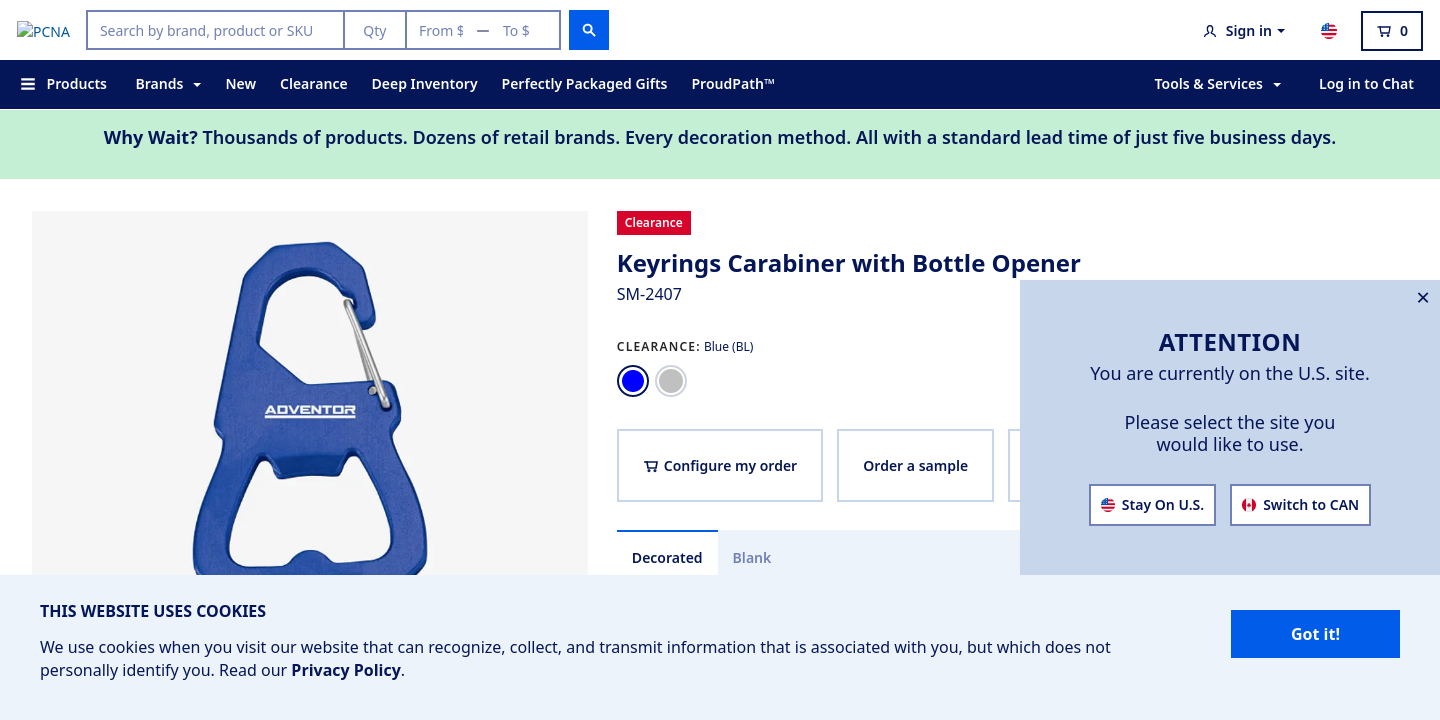 PCNA
Search by brand, product or SKU
Qty
From $ — To $
Sign in
0
Products
Brands
New
Clearance
Deep Inventory
Perfectly Packaged Gifts
ProudPath™
Tools & Services
Log in to Chat
Why Wait? Thousands of products. Dozens of retail brands. Every decoration method. All with a standard lead time of just five business days.
ADVENTOR
Clearance
Keyrings Carabiner with Bottle Opener
SM-2407
CLEARANCE: Blue (BL)
Configure my order
Order a sample
Decorated
Blank
×
ATTENTION
You are currently on the U.S. site.
Please select the site you
would like to use.
Stay On U.S.
Switch to CAN
THIS WEBSITE USES COOKIES
We use cookies when you visit our website that can recognize, collect, and transmit information that is associated with you, but which does not
personally identify you. Read our Privacy Policy.
Got it!